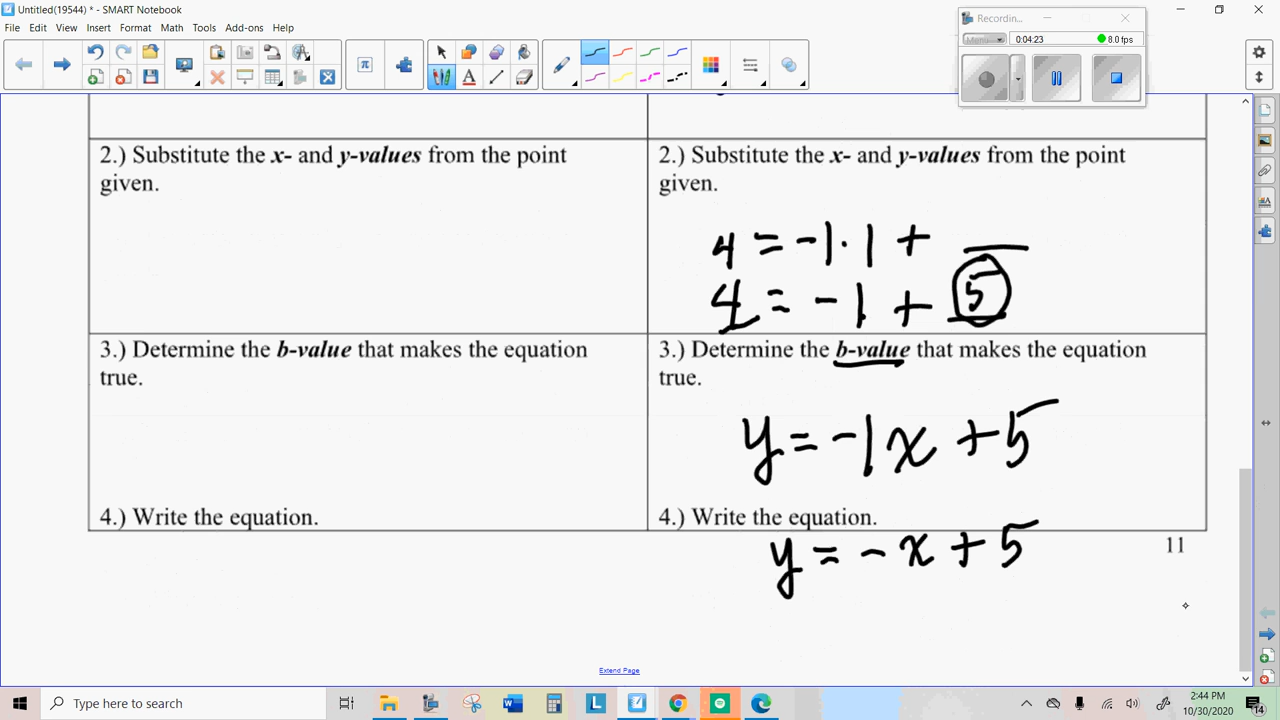 Untitled(19544) * - SMART Notebook
File Edit View Insert Format Math Tools Add-ons Help
Recordin...
Menu
0:04:23
8.0 fps
2.) Substitute the x- and y-values from the point
given.
2.) Substitute the x- and y-values from the point
given.
4 = -1·1 + __
4 = -1 + 5
3.) Determine the b-value that makes the equation
true.
3.) Determine the b-value that makes the equation
true.
y = -1x + 5
4.) Write the equation.
4.) Write the equation.
y = -x + 5
11
Extend Page
Type here to search
2:44 PM
10/30/2020
14